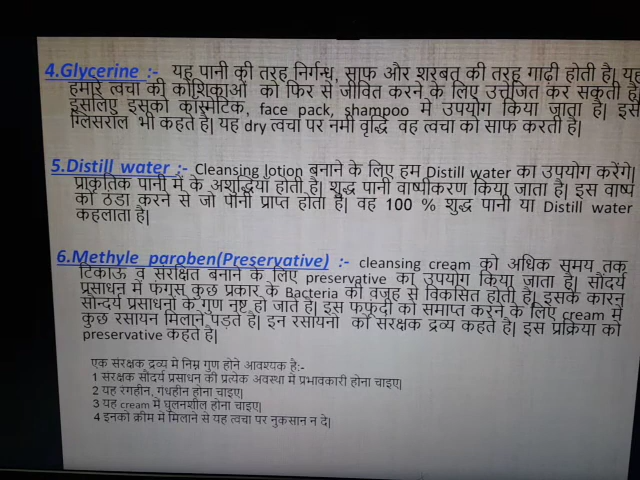 4.Glycerine :- यह पानी की तरह निर्गन्ध, साफ और शरबत की तरह गाढ़ी होती है| यह
हमारे त्वचा की कोशिकाओं को फिर से जीवित करने के लिए उत्तेजित कर सकती है|
इसलिए इसको कास्मेटिक, face pack, shampoo मे उपयोग किया जाता है| इसे
ग्लिसराल भी कहते है| यह dry त्वचा पर नमी वृद्धि वह त्वचा को साफ करती है|
5.Distill water :- Cleansing lotion बनाने के लिए हम Distill water का उपयोग करेंगे|
प्राकृतिक पानी में के अशुद्धियां होती है| शुद्ध पानी वाष्पीकरण किया जाता है| इस वाष्प
को ठंडा करने से जो पानी प्राप्त होता है| वह 100 % शुद्ध पानी या Distill water
कहलाता है|
6.Methyle paroben(Preservative) :- cleansing cream को अधिक समय तक
टिकाऊ व संरक्षित बनाने के लिए preservative का उपयोग किया जाता है| सौंदर्य
प्रसाधन में फंगस कुछ प्रकार के Bacteria की वजह से विकसित होती है| इसके कारन
सौन्दर्य प्रसाधनों के गुण नष्ट हो जाते है| इस फफूदी को समाप्त करने के लिए cream में
कुछ रसायन मिलाने पड़ते है| इन रसायनो को संरक्षक द्रव्य कहते है| इस प्रक्रिया को
preservative कहते है|
एक संरक्षक द्रव्य मे निम्न गुण होने आवश्यक है:-
1 संरक्षक सौंदर्य प्रसाधन की प्रत्येक अवस्था में प्रभावकारी होना चाइए|
2 यह रंगहीन, गंधहीन होना चाइए|
3 यह cream में घुलनशील होना चाइए|
4 इनको क्रीम में मिलाने से यह त्वचा पर नुकसान न दे|